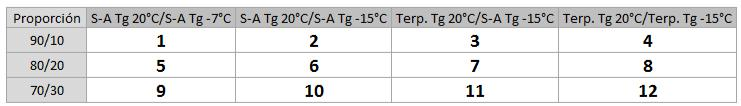 Proporción S-A Tg 20°C/S-A Tg -7°C S-A Tg 20°C/S-A Tg -15°C Terp. Tg 20°C/S-A Tg -15°C Terp. Tg 20°C/Terp. Tg -15°C
90/10 1 2 3 4
80/20 5 6 7 8
70/30 9 10 11 12